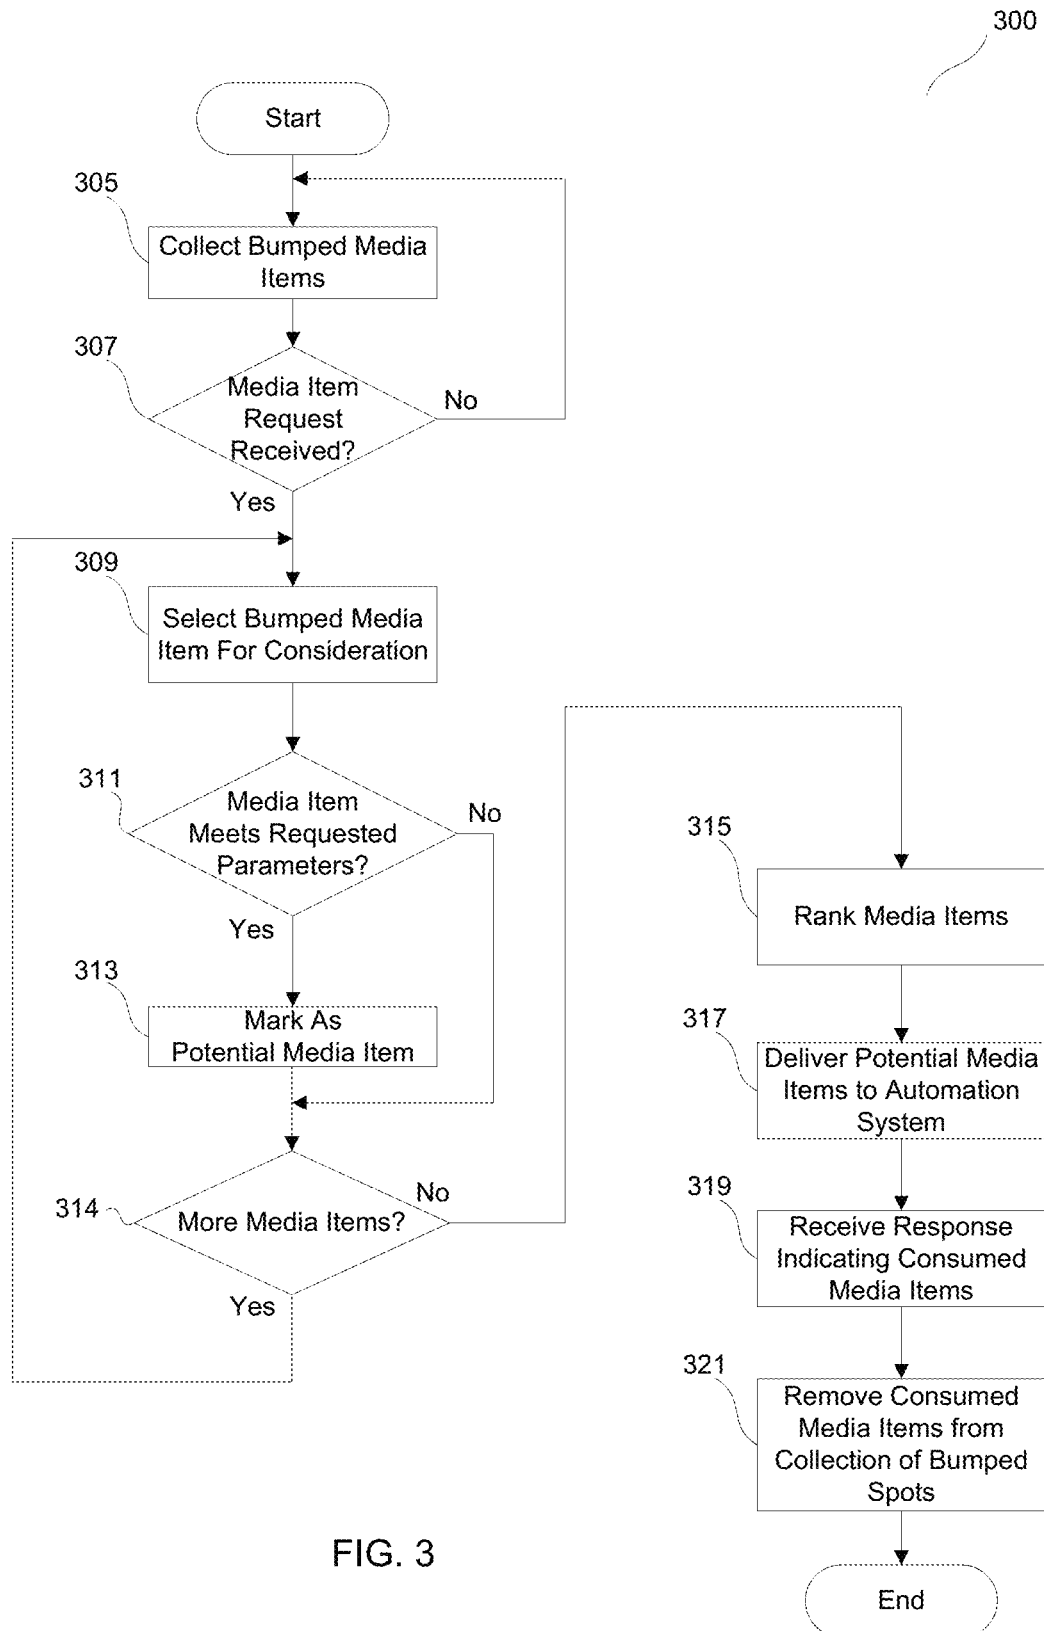 300
Start
305
Collect Bumped Media
Items
307
Media Item
Request
Received?
No
Yes
309
Select Bumped Media
Item For Consideration
311
Media Item
Meets Requested
Parameters?
No
Yes
313
Mark As
Potential Media Item
314
More Media Items?
No
Yes
315
Rank Media Items
317
Deliver Potential Media
Items to Automation
System
319
Receive Response
Indicating Consumed
Media Items
321
Remove Consumed
Media Items from
Collection of Bumped
Spots
End
FIG. 3